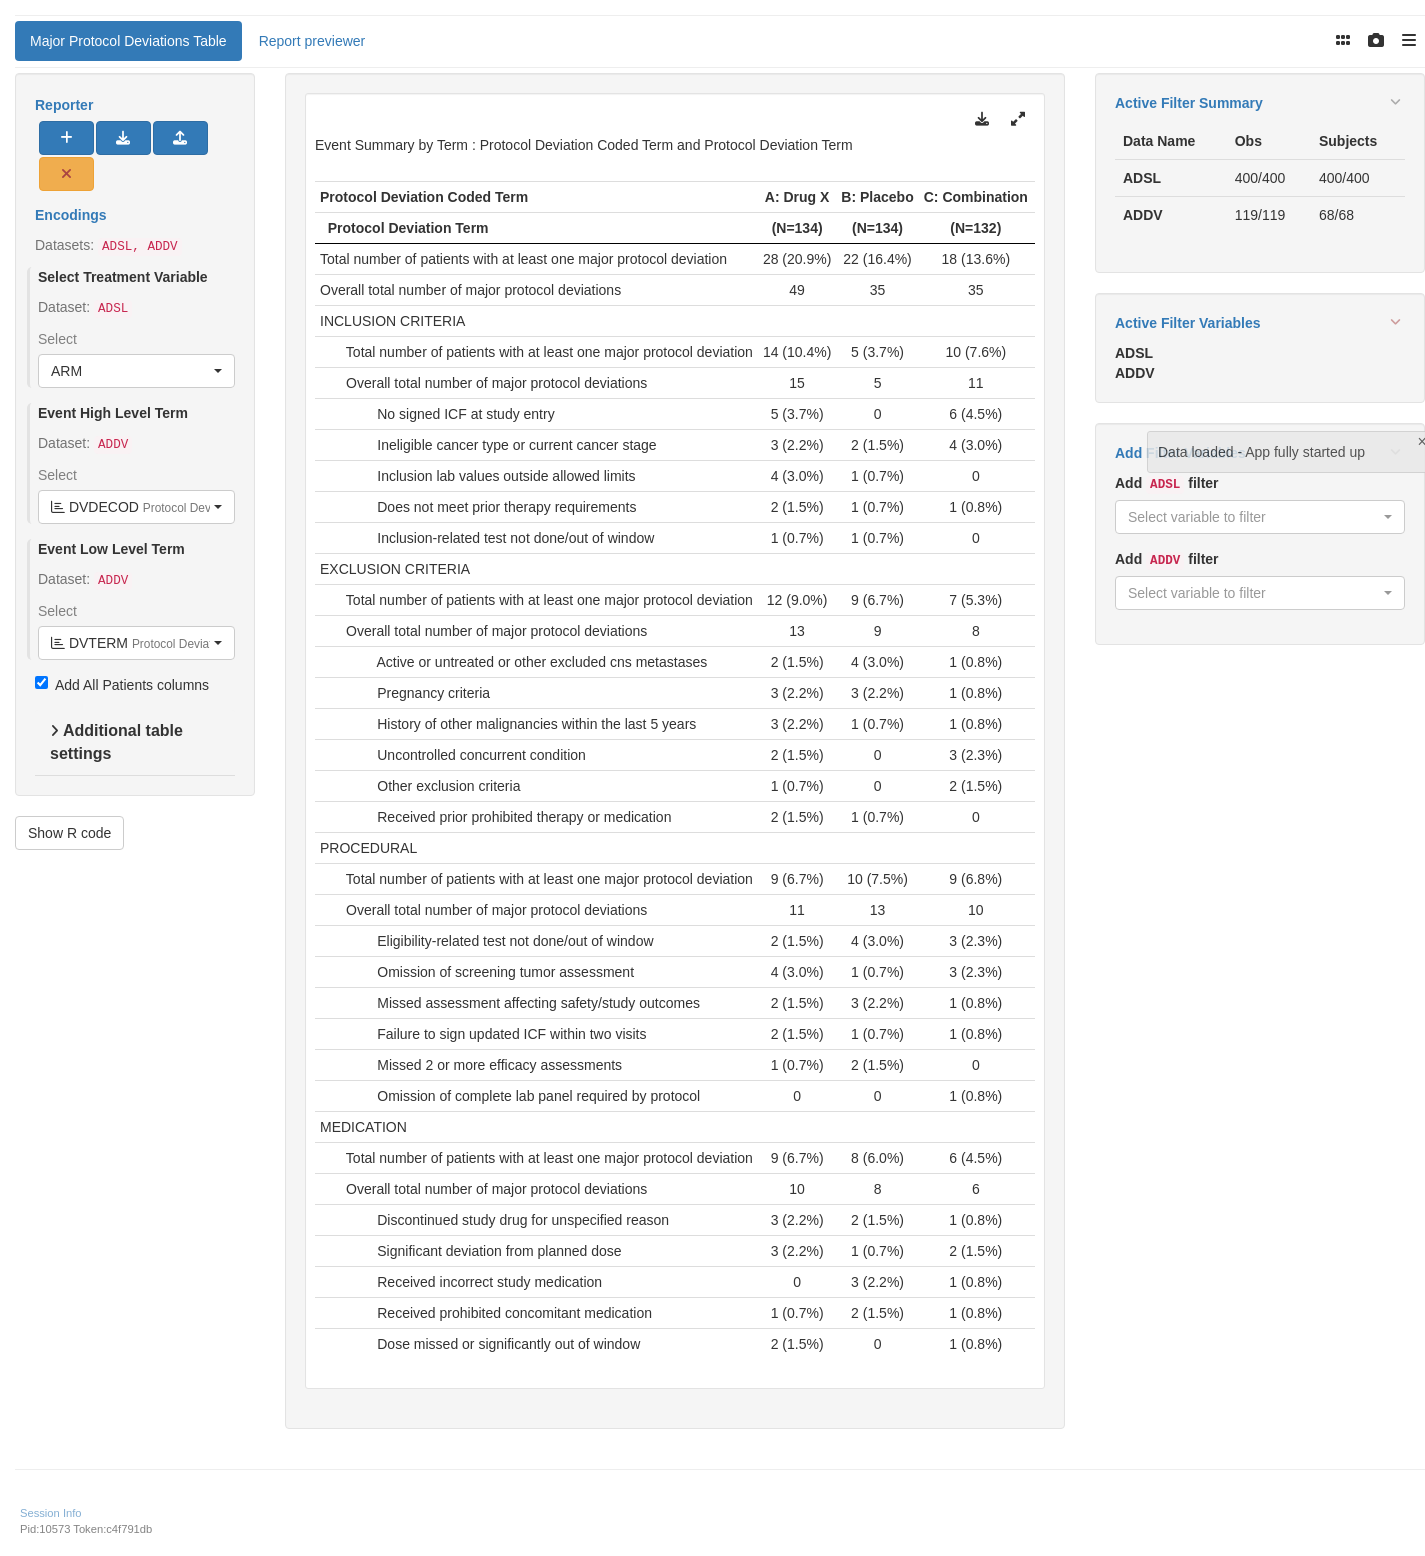 Major Protocol Deviations Table
Report previewer
Reporter
Encodings
Datasets: ADSL, ADDV
Select Treatment Variable
Dataset: ADSL
Select
ARM
Event High Level Term
Dataset: ADDV
Select
DVDECOD Protocol Dev
Event Low Level Term
Dataset: ADDV
Select
DVTERM Protocol Devia
Add All Patients columns
Additional table
settings
Show R code
Event Summary by Term : Protocol Deviation Coded Term and Protocol Deviation Term
Protocol Deviation Coded Term A: Drug X B: Placebo C: Combination
Protocol Deviation Term (N=134) (N=134) (N=132)
Total number of patients with at least one major protocol deviation 28 (20.9%) 22 (16.4%) 18 (13.6%)
Overall total number of major protocol deviations 49 35 35
INCLUSION CRITERIA
Total number of patients with at least one major protocol deviation 14 (10.4%) 5 (3.7%) 10 (7.6%)
Overall total number of major protocol deviations 15 5 11
No signed ICF at study entry 5 (3.7%) 0 6 (4.5%)
Ineligible cancer type or current cancer stage 3 (2.2%) 2 (1.5%) 4 (3.0%)
Inclusion lab values outside allowed limits 4 (3.0%) 1 (0.7%) 0
Does not meet prior therapy requirements 2 (1.5%) 1 (0.7%) 1 (0.8%)
Inclusion-related test not done/out of window 1 (0.7%) 1 (0.7%) 0
EXCLUSION CRITERIA
Total number of patients with at least one major protocol deviation 12 (9.0%) 9 (6.7%) 7 (5.3%)
Overall total number of major protocol deviations 13 9 8
Active or untreated or other excluded cns metastases 2 (1.5%) 4 (3.0%) 1 (0.8%)
Pregnancy criteria 3 (2.2%) 3 (2.2%) 1 (0.8%)
History of other malignancies within the last 5 years 3 (2.2%) 1 (0.7%) 1 (0.8%)
Uncontrolled concurrent condition 2 (1.5%) 0 3 (2.3%)
Other exclusion criteria 1 (0.7%) 0 2 (1.5%)
Received prior prohibited therapy or medication 2 (1.5%) 1 (0.7%) 0
PROCEDURAL
Total number of patients with at least one major protocol deviation 9 (6.7%) 10 (7.5%) 9 (6.8%)
Overall total number of major protocol deviations 11 13 10
Eligibility-related test not done/out of window 2 (1.5%) 4 (3.0%) 3 (2.3%)
Omission of screening tumor assessment 4 (3.0%) 1 (0.7%) 3 (2.3%)
Missed assessment affecting safety/study outcomes 2 (1.5%) 3 (2.2%) 1 (0.8%)
Failure to sign updated ICF within two visits 2 (1.5%) 1 (0.7%) 1 (0.8%)
Missed 2 or more efficacy assessments 1 (0.7%) 2 (1.5%) 0
Omission of complete lab panel required by protocol 0 0 1 (0.8%)
MEDICATION
Total number of patients with at least one major protocol deviation 9 (6.7%) 8 (6.0%) 6 (4.5%)
Overall total number of major protocol deviations 10 8 6
Discontinued study drug for unspecified reason 3 (2.2%) 2 (1.5%) 1 (0.8%)
Significant deviation from planned dose 3 (2.2%) 1 (0.7%) 2 (1.5%)
Received incorrect study medication 0 3 (2.2%) 1 (0.8%)
Received prohibited concomitant medication 1 (0.7%) 2 (1.5%) 1 (0.8%)
Dose missed or significantly out of window 2 (1.5%) 0 1 (0.8%)
Active Filter Summary
Data Name Obs Subjects
ADSL 400/400 400/400
ADDV 119/119 68/68
Active Filter Variables
ADSL
ADDV
Add
Data loaded - App fully started up
Add ADSL filter
Select variable to filter
Add ADDV filter
Select variable to filter
Session Info
Pid:10573 Token:c4f791db